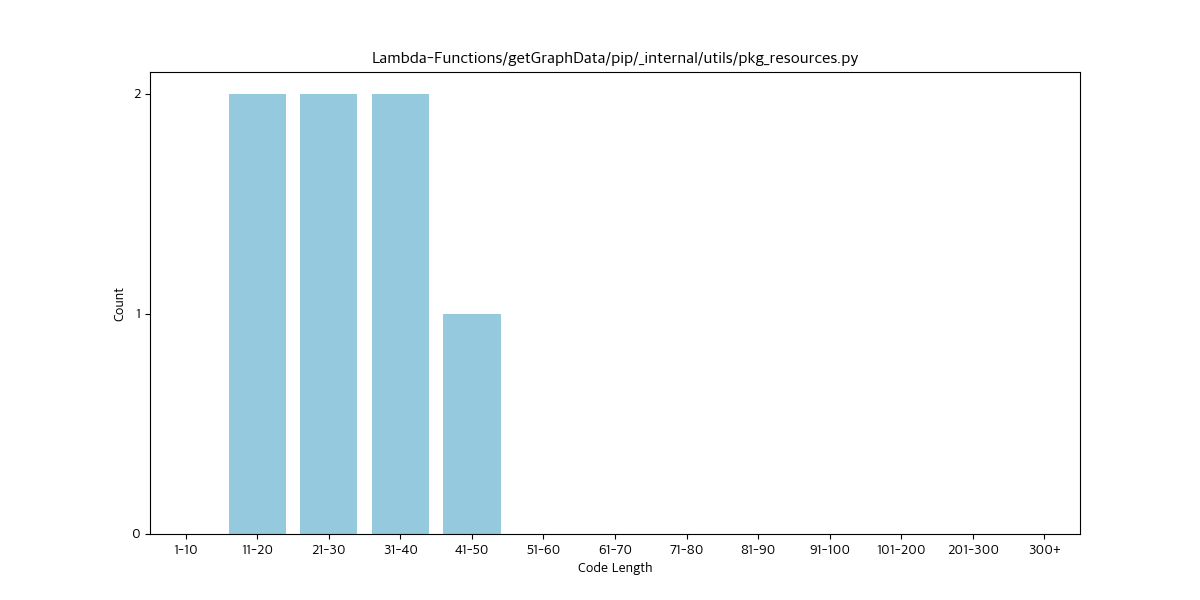 Lambda-Functions/getGraphData/pip/_internal/utils/pkg_resources.py
2
1
0
Count
1-10 11-20 21-30 31-40 41-50 51-60 61-70 71-80 81-90 91-100 101-200 201-300 300+
Code Length